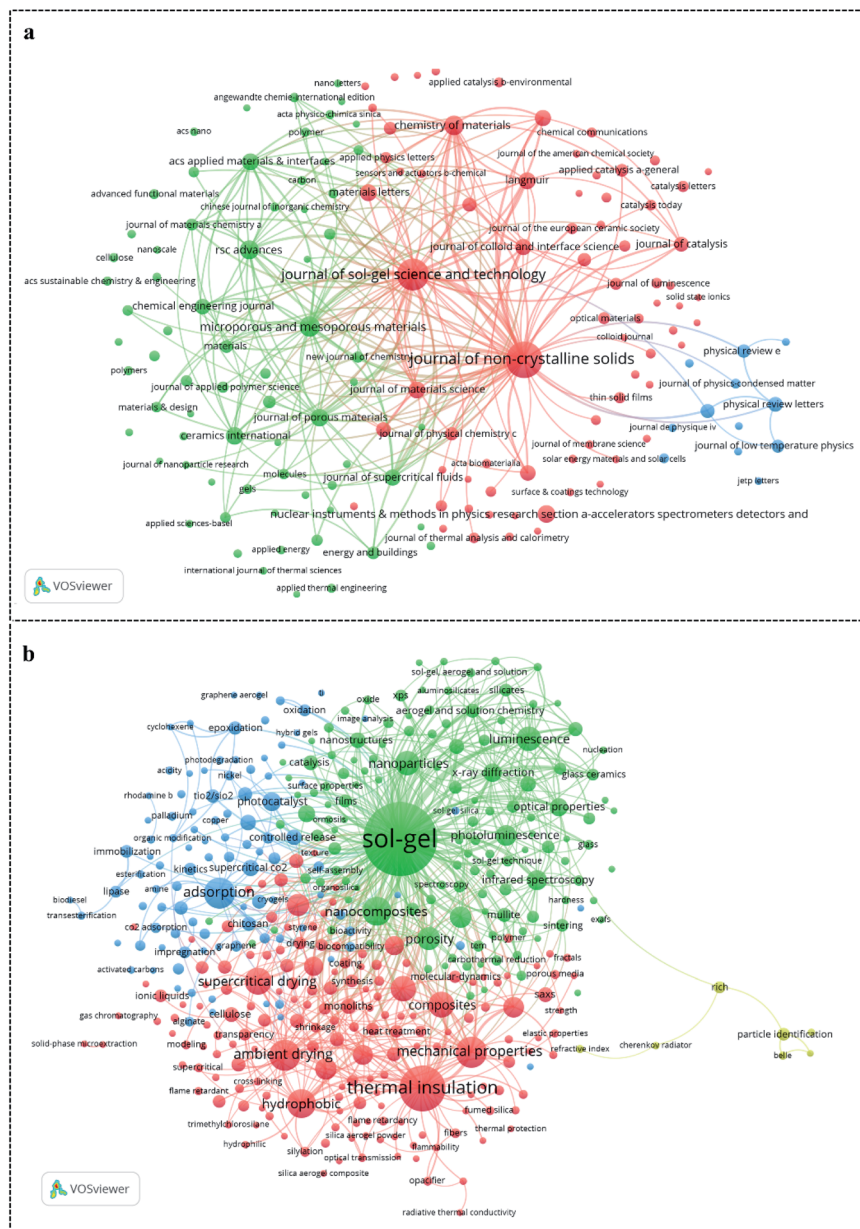 a
nano letters
applied catalysis b-environmental
angewandte chemie-international edition
acta physico-chimica sinica
acs nano
polymer
chemistry of materials
chemical communications
acs applied materials & interfaces
applied physics letters
journal of the american chemical society
sensors and actuators b-chemical
applied catalysis a-general
carbon
langmuir
advanced functional materials
materials letters
catalysis letters
chinese journal of inorganic chemistry
catalysis today
journal of materials chemistry a
journal of the european ceramic society
nanoscale
rsc advances
journal of colloid and interface science
journal of catalysis
cellulose
acs sustainable chemistry & engineering
journal of sol-gel science and technology
journal of luminescence
solid state ionics
chemical engineering journal
optical materials
microporous and mesoporous materials
colloid journal
materials
new journal of chemistry
journal of non-crystalline solids
physical review e
polymers
journal of applied polymer science
journal of materials science
journal of physics-condensed matter
thin solid films
materials & design
journal of porous materials
physical review letters
ceramics international
journal of physical chemistry c
journal de physique iv
journal of membrane science
journal of low temperature physics
journal of nanoparticle research
acta biomaterialia
solar energy materials and solar cells
molecules
journal of supercritical fluids
jetp letters
gels
surface & coatings technology
applied sciences-basel
nuclear instruments & methods in physics research section a-accelerators spectrometers detectors and
journal of thermal analysis and calorimetry
applied energy
energy and buildings
international journal of thermal sciences
applied thermal engineering
VOSviewer
b
sol-gel, aerogel and solution
graphene aerogel
ti
oxide
xps
aluminosilicates
silicates
oxidation
aerogel and solution chemistry
cyclohexene
epoxidation
image analysis
hybrid gels
nanostructures
luminescence
nucleation
photodegradation
catalysis
nanoparticles
acidity
nickel
x-ray diffraction
glass ceramics
surface properties
rhodamine b
tio2/sio2
photocatalyst
films
optical properties
palladium
copper
ormosils
sol-gel silica
organic modification
controlled release
sol-gel
photoluminescence
glass
immobilization
texture
kinetics
supercritical co2
self-assembly
sol-gel technique
esterification
infrared spectroscopy
biodiesel
lipase
amine
adsorption
organosilica
spectroscopy
hardness
transesterification
cryogels
exafs
chitosan
styrene
nanocomposites
mullite
co2 adsorption
bioactivity
sintering
graphene
drying
biocompatibility
porosity
tem
polymer
impregnation
carbothermal reduction
fractals
activated carbons
coating
molecular-dynamics
porous media
supercritical drying
synthesis
saxs
rich
ionic liquids
monoliths
composites
gas chromatography
alginate
cellulose
strength
shrinkage
heat treatment
elastic properties
particle identification
solid-phase microextraction
modeling
transparency
refractive index
cherenkov radiator
belle
supercritical
ambient drying
mechanical properties
cross-linking
flame retardant
thermal insulation
hydrophobic
trimethylchlorosilane
fumed silica
flame retardancy
thermal protection
silica aerogel powder
fibers
hydrophilic
silylation
flammability
optical transmission
silica aerogel composite
opacifier
radiative thermal conductivity
VOSviewer